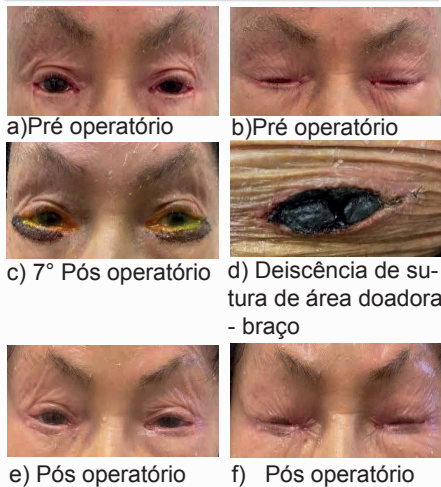 a)Pré operatório
b)Pré operatório
c) 7° Pós operatório
d) Deiscência de su-
tura de área doadora
- braço
e) Pós operatório
f) Pós operatório